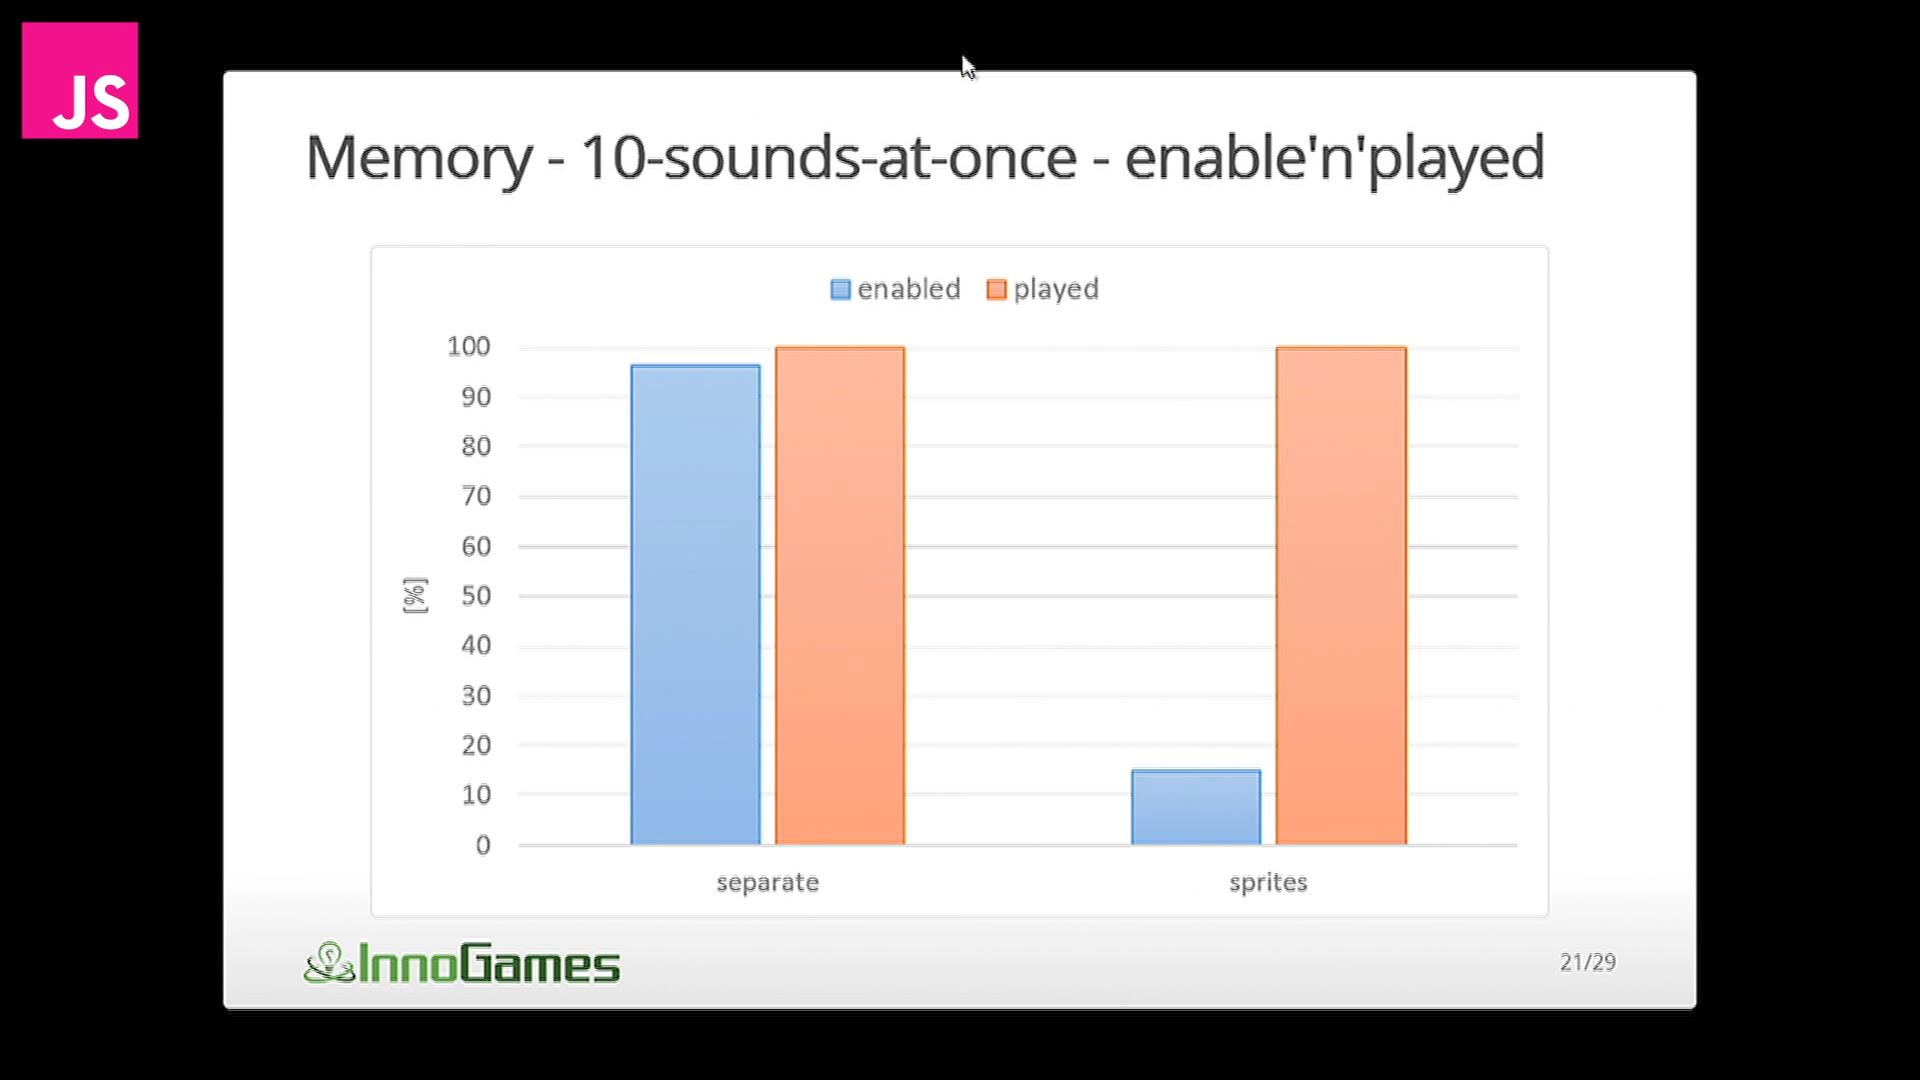 JS
Memory - 10-sounds-at-once - enable'n'played
enabled played
100
90
80
70
60
[%]
50
40
30
20
10
0
separate sprites
InnoGames
21/29